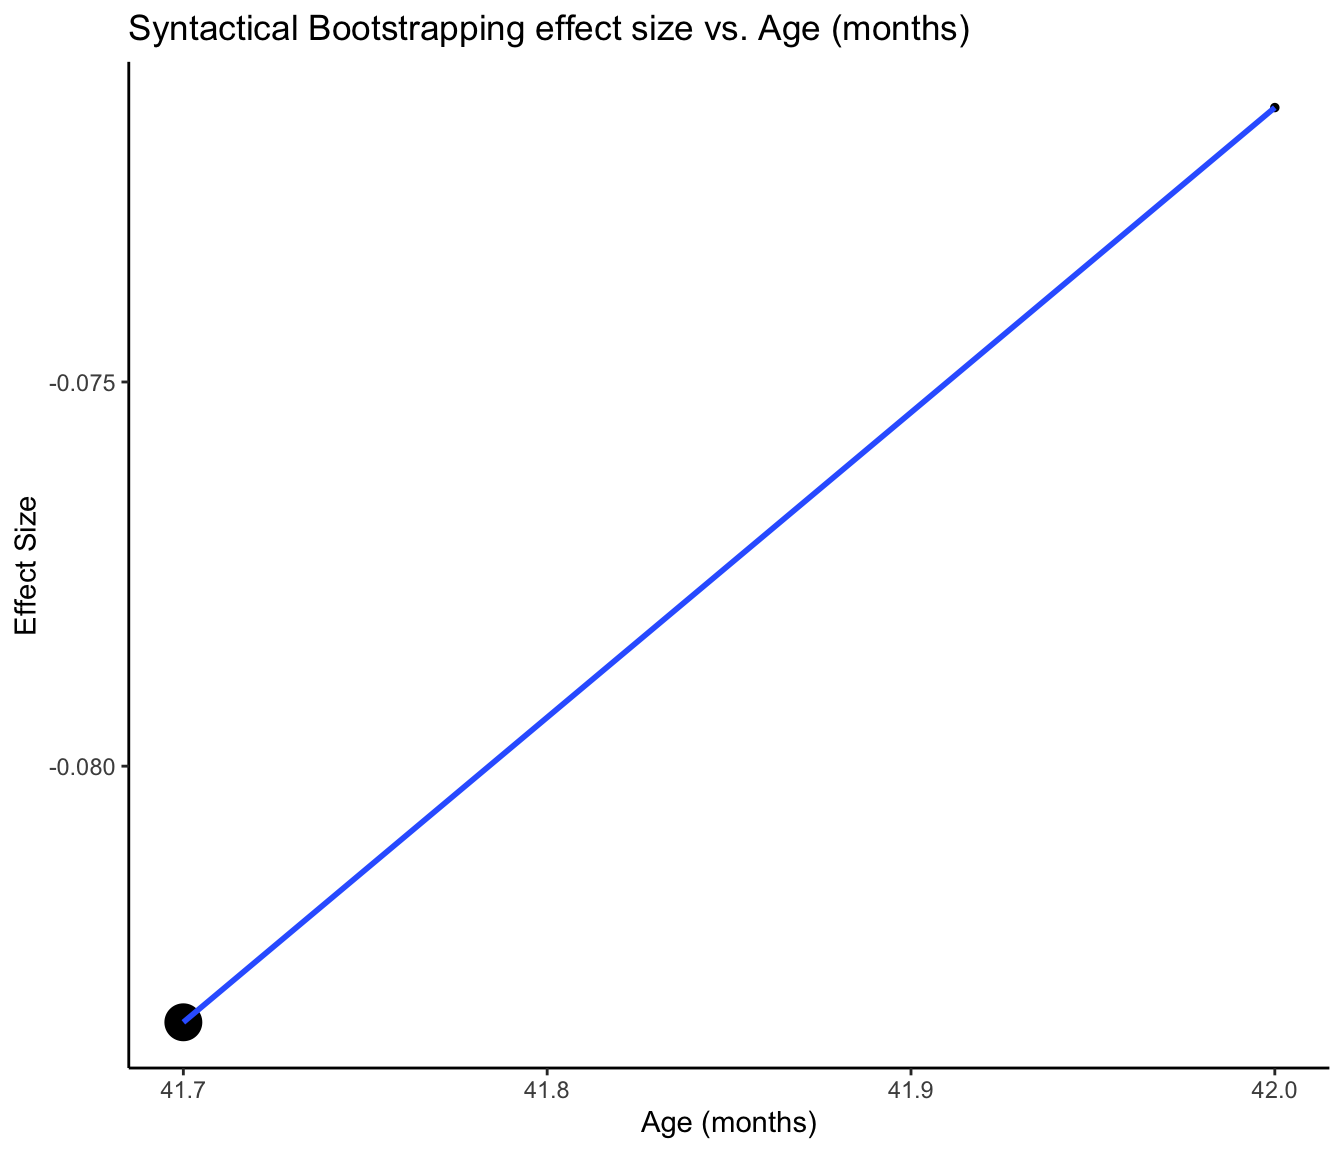 Syntactical Bootstrapping effect size vs. Age (months)
Effect Size
-0.075
-0.080
41.7 41.8 41.9 42.0
Age (months)